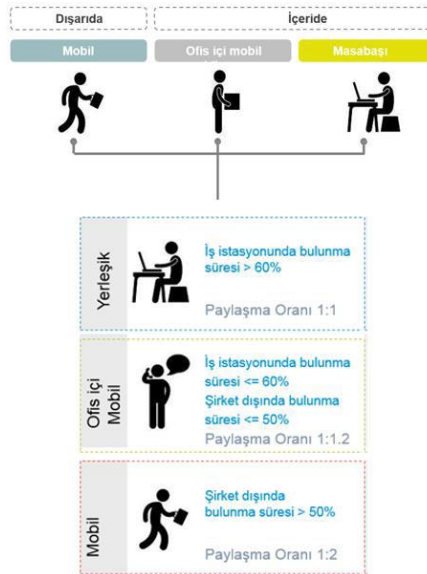 Dışarıda
İçeride
Mobil
Ofis içi mobil
Masabaşı
Yerleşik
İş istasyonunda bulunma
süresi > 60%
Paylaşma Oranı 1:1
Ofis içi
Mobil
İş istasyonunda bulunma
süresi <= 60%
Şirket dışında bulunma
süresi <= 50%
Paylaşma Oranı 1:1.2
Mobil
Şirket dışında
bulunma süresi > 50%
Paylaşma Oranı 1:2